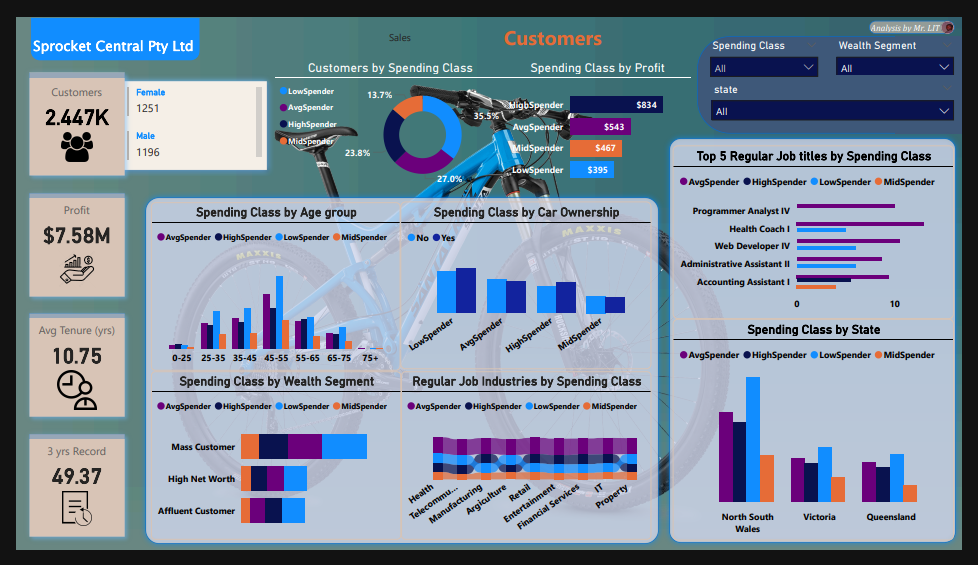 Sprocket Central Pty Ltd
Sales
Customers
Analysis by Mr. LIT
Spending Class
All
Wealth Segment
All
state
All
Customers
2.447K
Female
1251
Male
1196
Profit
$7.58M
Avg Tenure (yrs)
10.75
3 yrs Record
49.37
Customers by Spending Class
LowSpender
AvgSpender
HighSpender
MidSpender
13.7%
35.5%
23.8%
27.0%
Spending Class by Profit
HighSpender $834
AvgSpender $543
MidSpender $467
LowSpender $395
Spending Class by Age group
AvgSpender HighSpender LowSpender MidSpender
MAXXIS
0-25 25-35 35-45 45-55 55-65 65-75 75+
Spending Class by Car Ownership
No Yes
MAXXIS
LowSpender AvgSpender HighSpender MidSpender
Spending Class by Wealth Segment
AvgSpender HighSpender LowSpender MidSpender
Mass Customer
High Net Worth
Affluent Customer
Regular Job Industries by Spending Class
AvgSpender HighSpender LowSpender MidSpender
Health Telecommu... Manufacturing Argiculture Retail Entertainment Financial Services IT Property
Top 5 Regular Job titles by Spending Class
AvgSpender HighSpender LowSpender MidSpender
Programmer Analyst IV
Health Coach I
Web Developer IV
Administrative Assistant II
Accounting Assistant I
0 10
Spending Class by State
AvgSpender HighSpender LowSpender MidSpender
North South
Wales
Victoria
Queensland